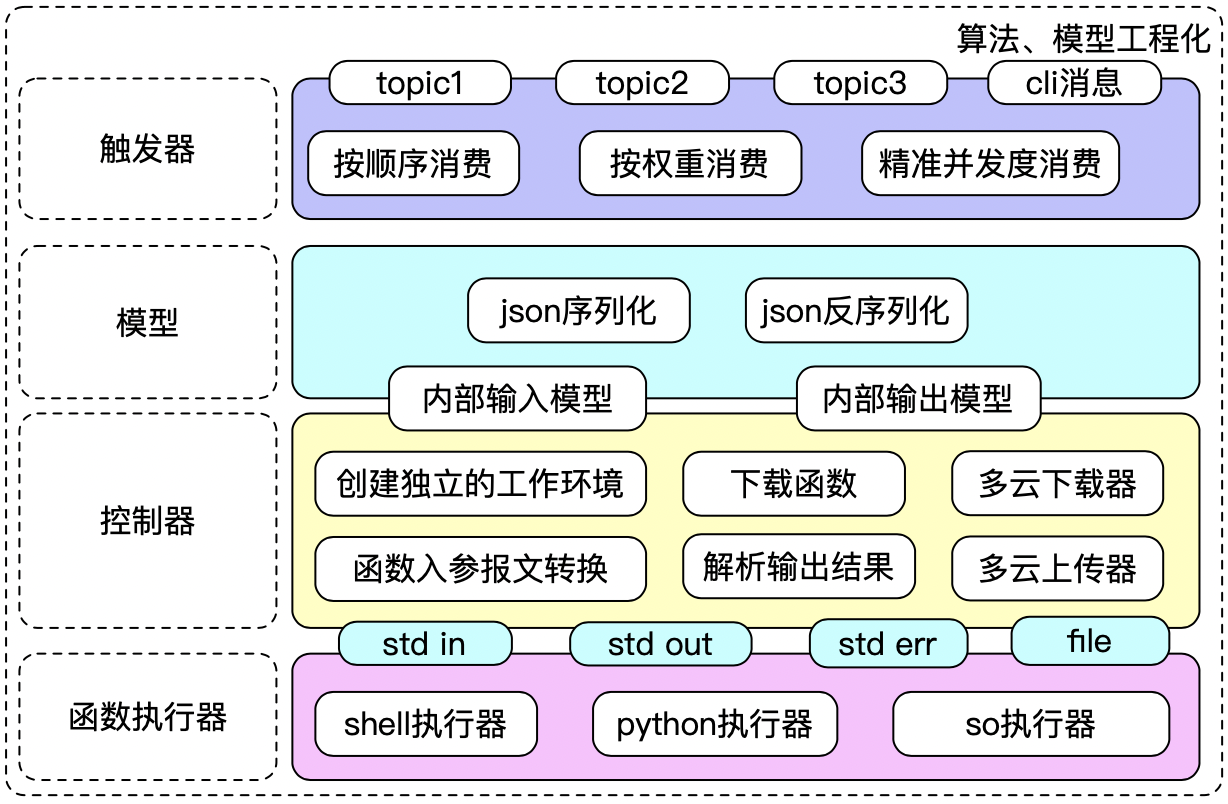 算法、模型工程化
topic1
topic2
topic3
cli消息
触发器
按顺序消费
按权重消费
精准并发度消费
模型
json序列化
json反序列化
内部输入模型
内部输出模型
控制器
创建独立的工作环境
下载函数
多云下载器
函数入参报文转换
解析输出结果
多云上传器
std in
std out
std err
file
函数执行器
shell执行器
python执行器
so执行器